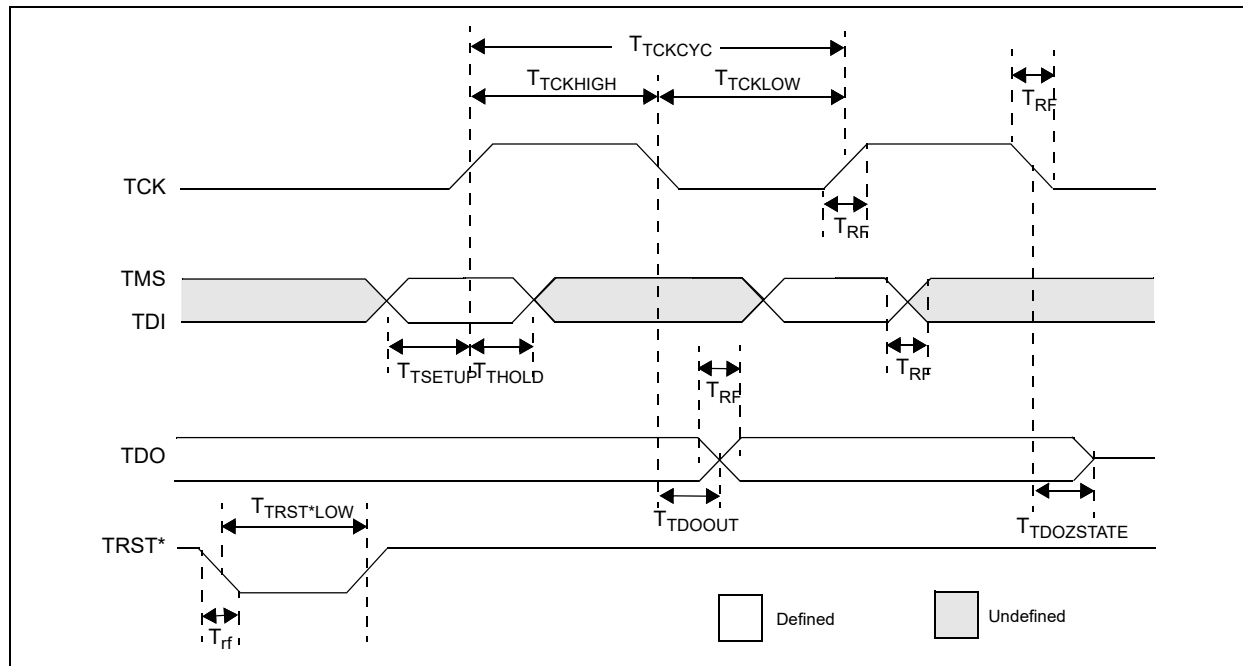 TTCKCYC
TTCKHIGH
TTCKLOW
TRF
TCK
TRF
TMS
TDI
TTSETUP
TTHOLD
TRF
TRF
TDO
TTRST*LOW
TTDOOUT
TTDOZSTATE
TRST*
Trf
Defined
Undefined